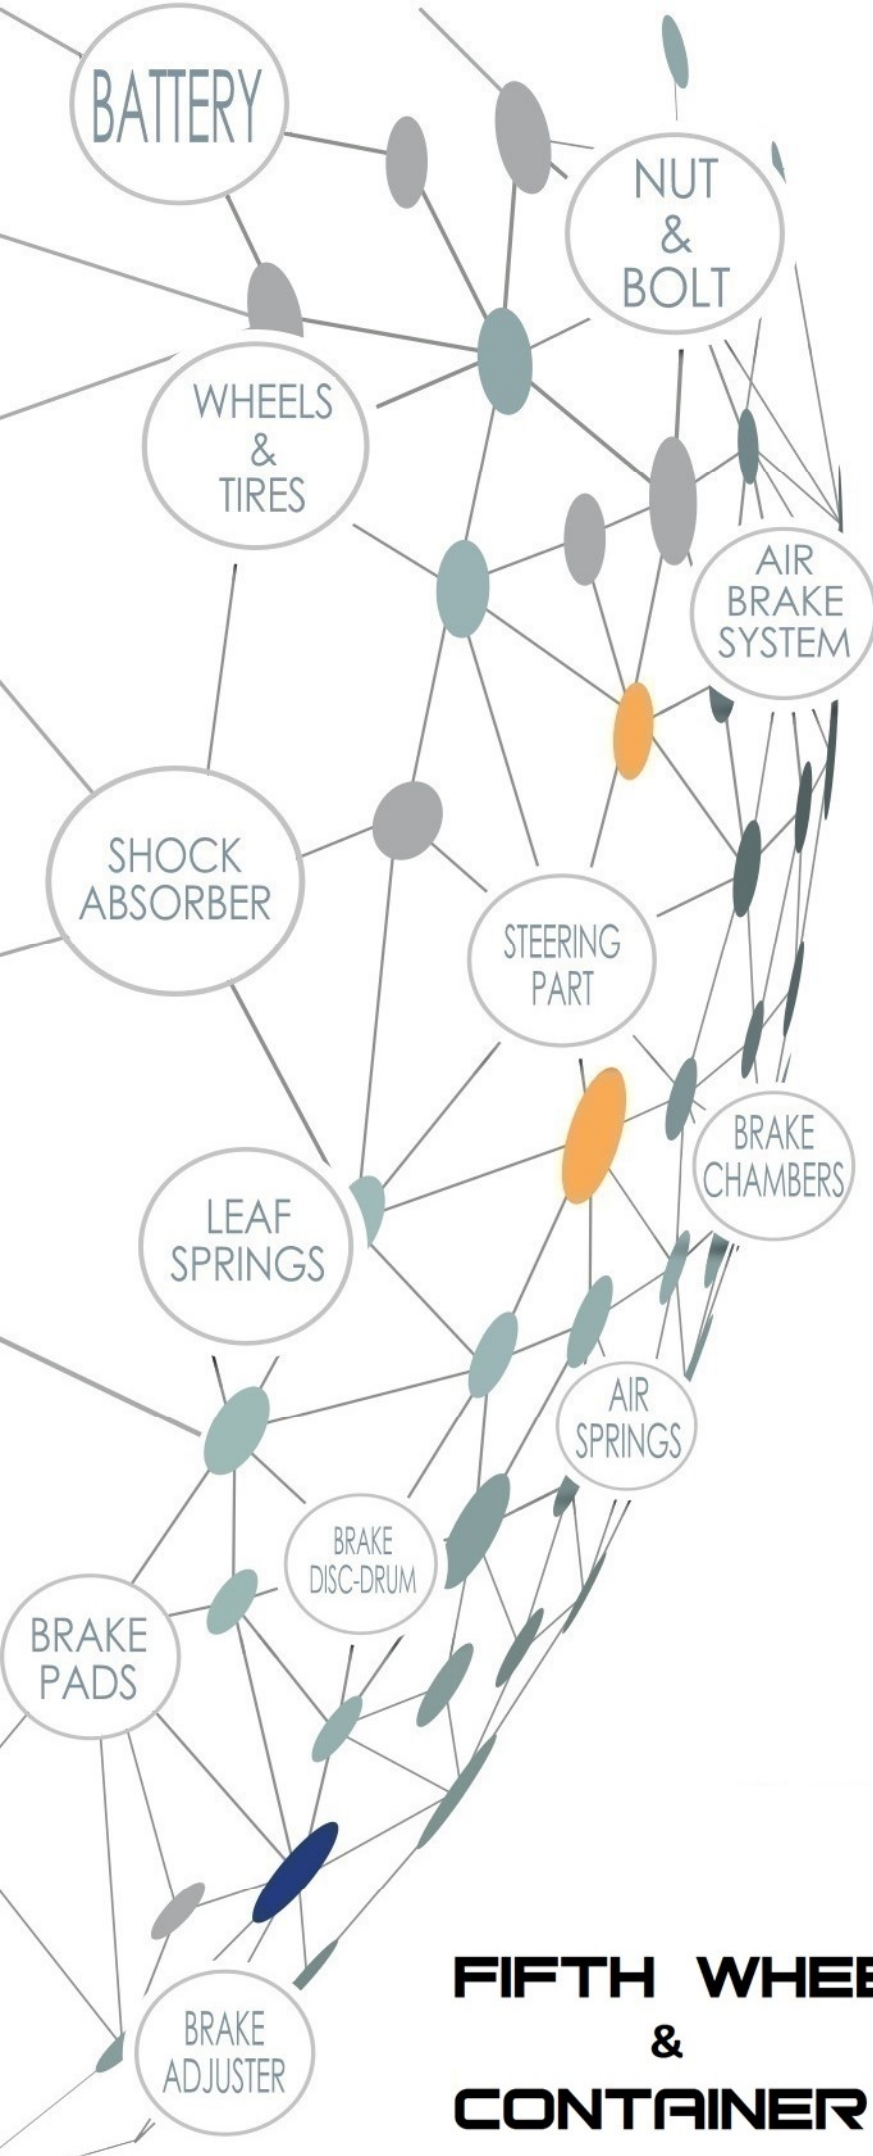 BATTERY
NUT
&
BOLT
WHEELS
&
TIRES
AIR
BRAKE
SYSTEM
SHOCK
ABSORBER
STEERING
PART
BRAKE
CHAMBERS
LEAF
SPRINGS
AIR
SPRINGS
BRAKE
DISC-DRUM
BRAKE
PADS
BRAKE
ADJUSTER
FIFTH
&
CONTAINER